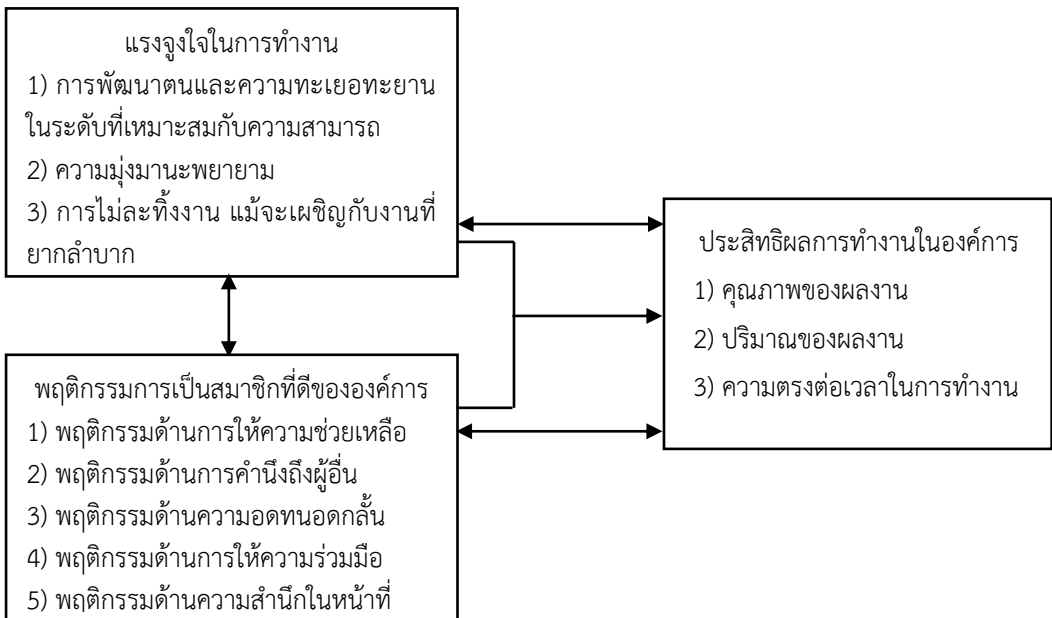 แรงจูงใจในการทำงาน
1) การพัฒนาตนและความทะเยอทะยาน
ในระดับที่เหมาะสมกับความสามารถ
2) ความมุ่งมานะพยายาม
3) การไม่ละทิ้งงาน แม้จะเผชิญกับงานที่
ยากลำบาก
พฤติกรรมการเป็นสมาชิกที่ดีขององค์การ
1) พฤติกรรมด้านการให้ความช่วยเหลือ
2) พฤติกรรมด้านการคำนึงถึงผู้อื่น
3) พฤติกรรมด้านความอดทนอดกลั้น
4) พฤติกรรมด้านการให้ความร่วมมือ
5) พฤติกรรมด้านความสำนึกในหน้าที่
ประสิทธิผลการทำงานในองค์การ
1) คุณภาพของผลงาน
2) ปริมาณของผลงาน
3) ความตรงต่อเวลาในการทำงาน